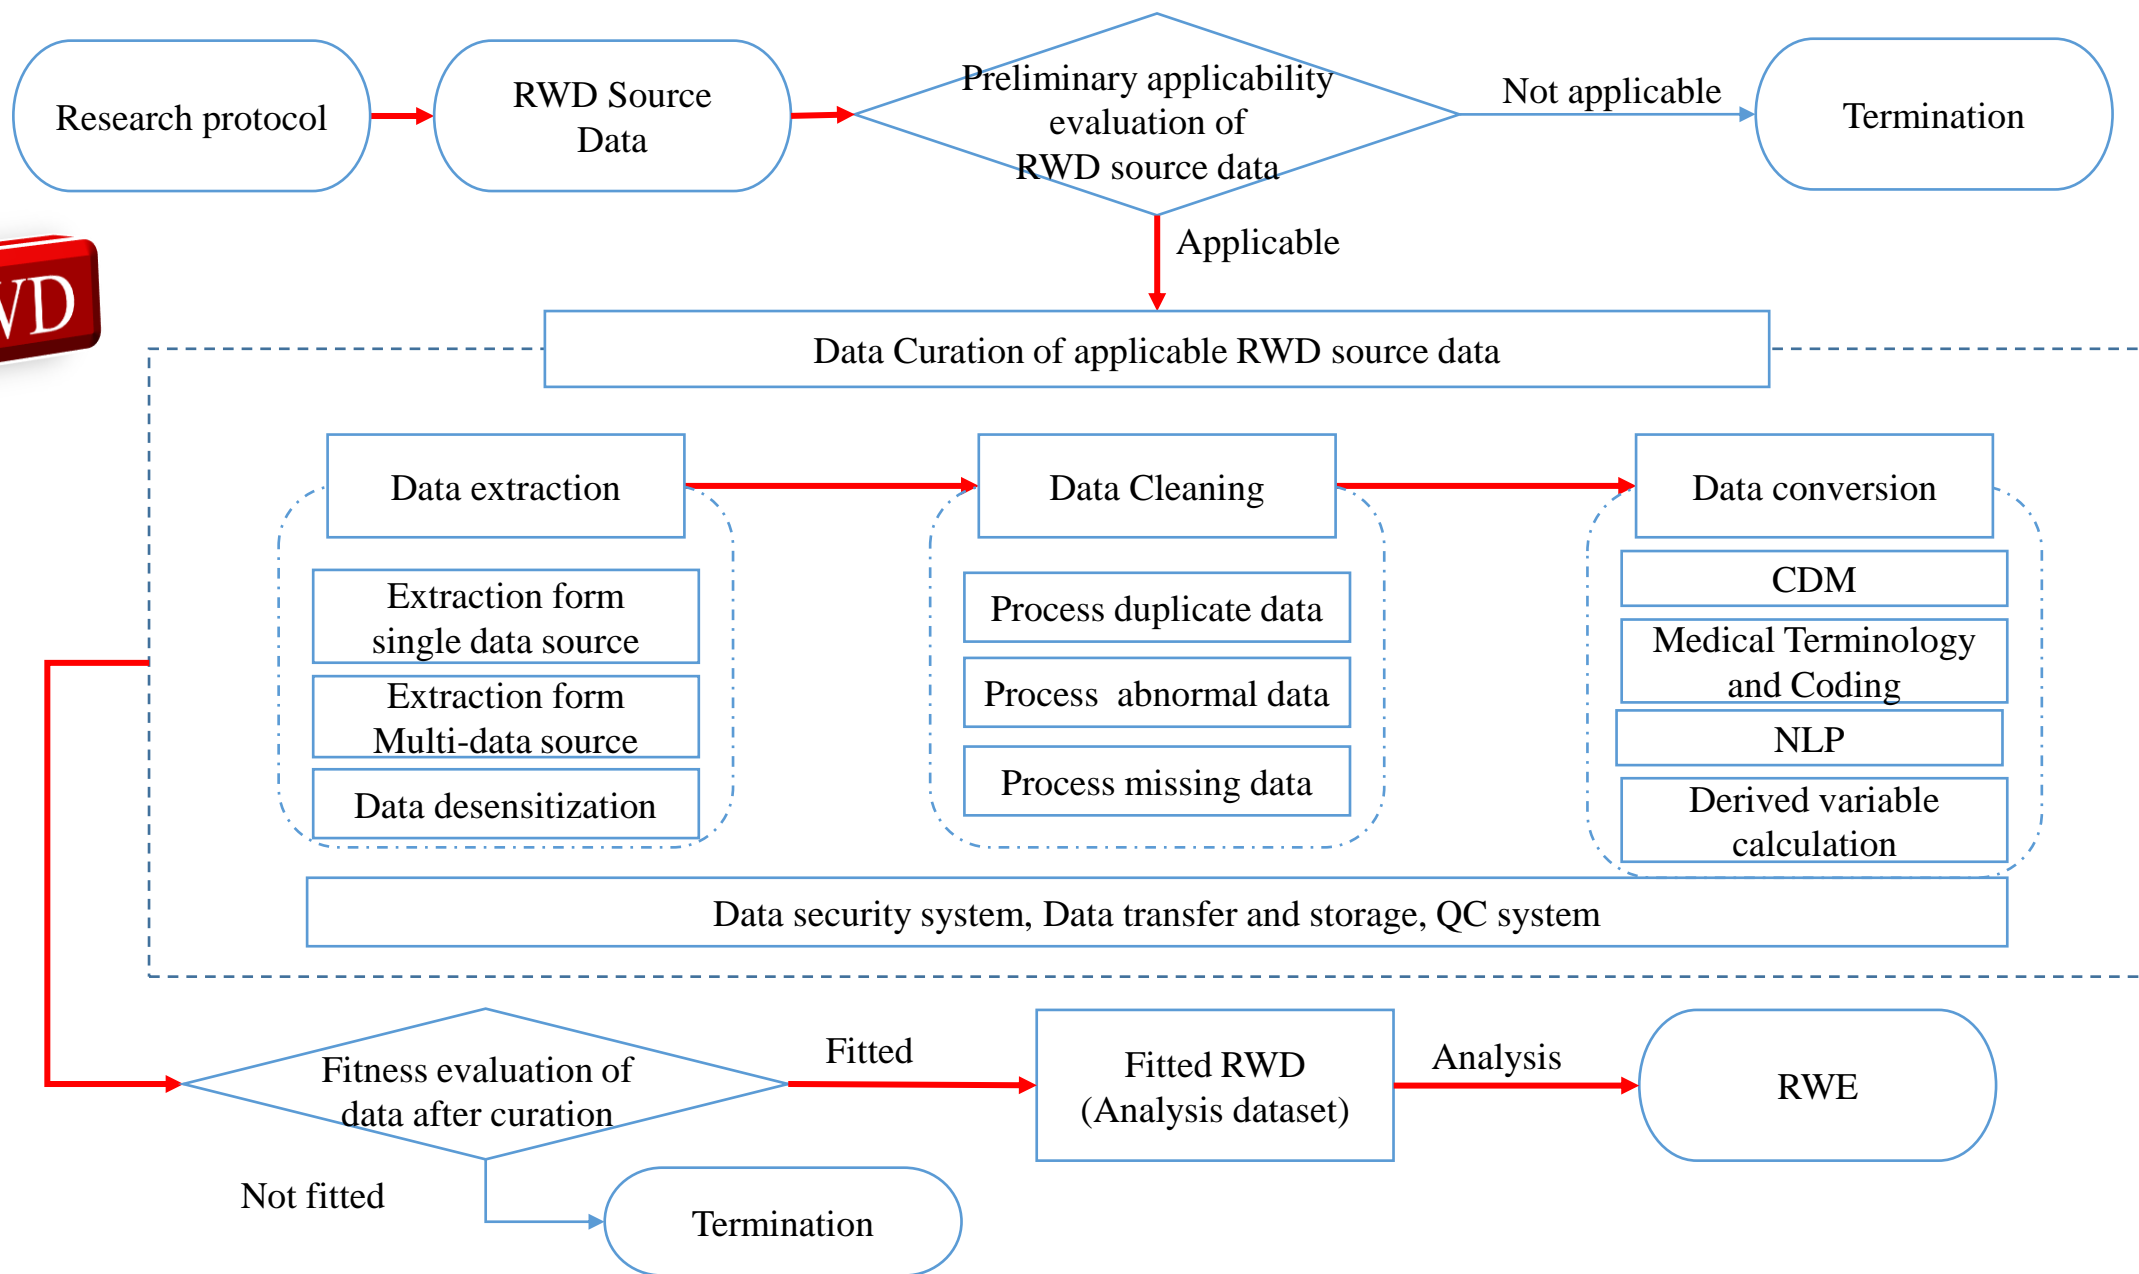 Research protocol
RWD Source
Data
Preliminary applicability
evaluation of
RWD source data
Not applicable
Termination
Applicable
WD
Data Curation of applicable RWD source data
Data extraction
Extraction form
single data source
Extraction form
Multi-data source
Data desensitization
Data Cleaning
Process duplicate data
Process  abnormal data
Process missing data
Data conversion
CDM
Medical Terminology
and Coding
NLP
Derived variable
calculation
Data security system, Data transfer and storage, QC system
Fitness evaluation of
data after curation
Fitted
Fitted RWD
(Analysis dataset)
Analysis
RWE
Not fitted
Termination